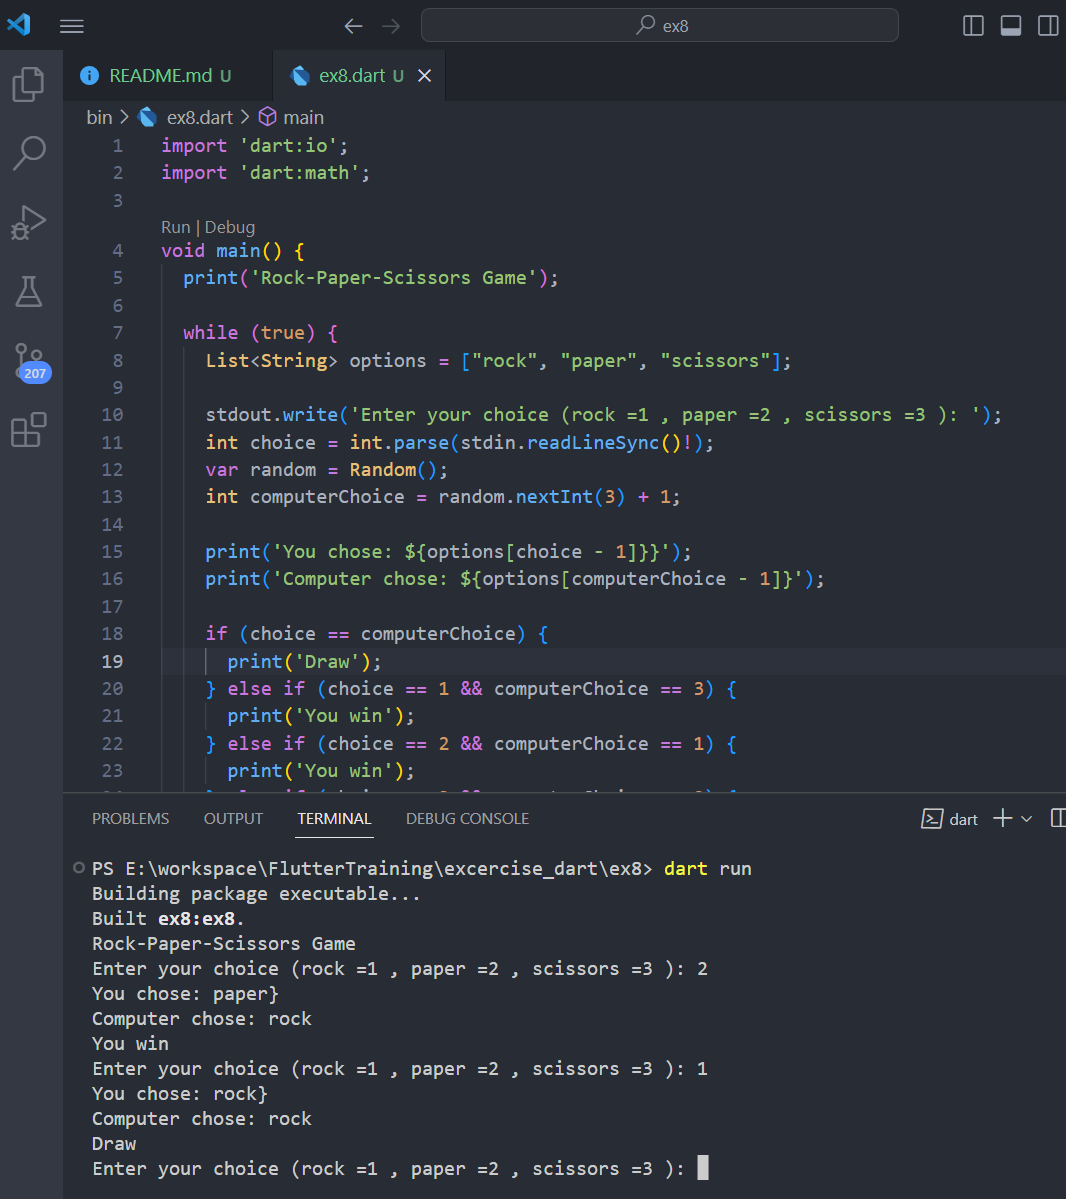 ex8
README.md U
ex8.dart U
bin > ex8.dart > main
1 import 'dart:io';
2 import 'dart:math';
3
Run | Debug
4 void main() {
5 print('Rock-Paper-Scissors Game');
6
7 while (true) {
8 List<String> options = ["rock", "paper", "scissors"];
9
10 stdout.write('Enter your choice (rock =1 , paper =2 , scissors =3 ): ');
11 int choice = int.parse(stdin.readLineSync()!);
12 var random = Random();
13 int computerChoice = random.nextInt(3) + 1;
14
15 print('You chose: ${options[choice - 1]}}');
16 print('Computer chose: ${options[computerChoice - 1]}');
17
18 if (choice == computerChoice) {
19 print('Draw');
20 } else if (choice == 1 && computerChoice == 3) {
21 print('You win');
22 } else if (choice == 2 && computerChoice == 1) {
23 print('You win');
207
PROBLEMS OUTPUT TERMINAL DEBUG CONSOLE
dart
PS E:\workspace\FlutterTraining\excercise_dart\ex8> dart run
Building package executable...
Built ex8:ex8.
Rock-Paper-Scissors Game
Enter your choice (rock =1 , paper =2 , scissors =3 ): 2
You chose: paper}
Computer chose: rock
You win
Enter your choice (rock =1 , paper =2 , scissors =3 ): 1
You chose: rock}
Computer chose: rock
Draw
Enter your choice (rock =1 , paper =2 , scissors =3 ):